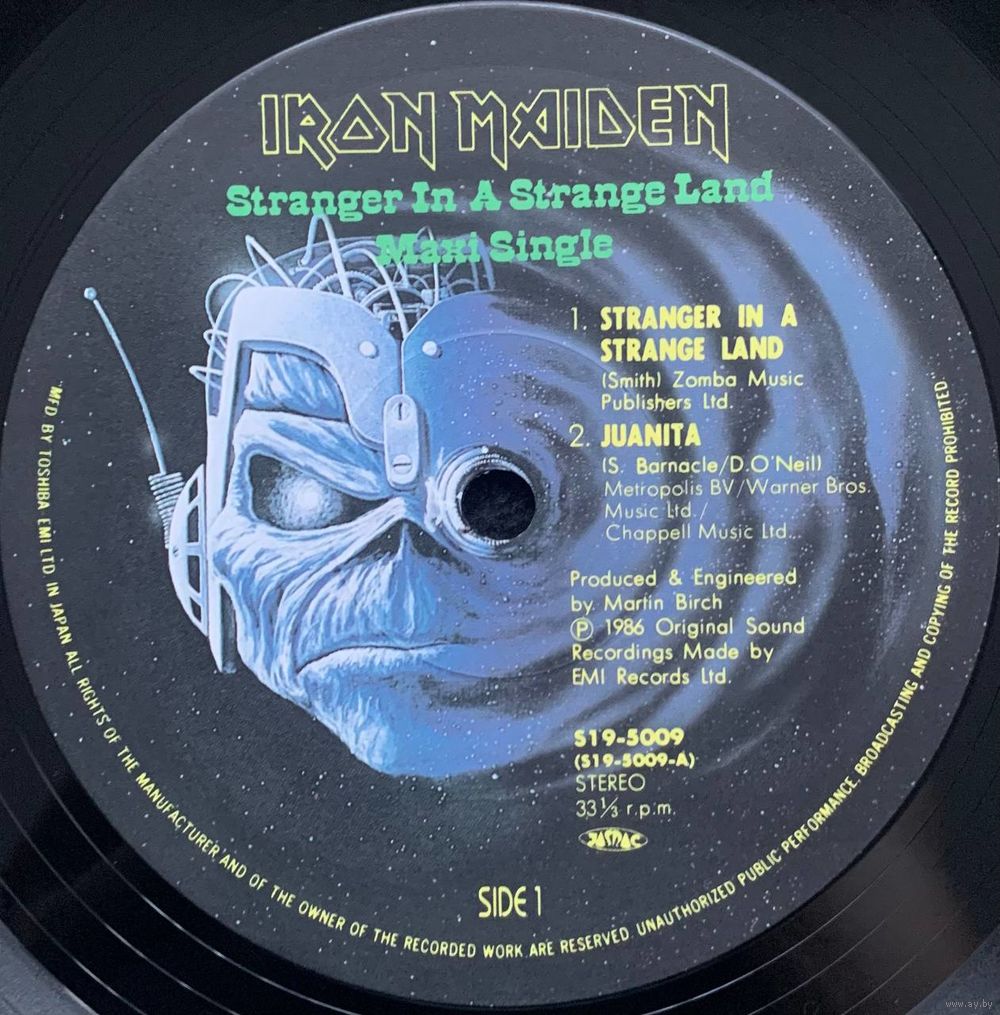 IRON MAIDEN
Stranger In A Strange Land
Maxi Single
1. STRANGER IN A
STRANGE LAND
(Smith) Zomba Music
Publishers Ltd.
2. JUANITA
(S. Barnacle/D.O'Neill)
Metropolis BV/Warner Bros.
Music Ltd./
Chappell Music Ltd..
Produced & Engineered
by Martin Birch
Ⓟ 1986 Original Sound
Recordings Made by
EMI Records Ltd.
S19-5009
(S19-5009-A)
STEREO
33⅓ r.p.m.
JASRAC
SIDE 1
"MFD BY TOSHIBA EMI LTD IN JAPAN ALL RIGHTS OF THE MANUFACTURER AND OF THE OWNER OF THE RECORDED WORK ARE RESERVED. UNAUTHORIZED PUBLIC PERFORMANCE, BROADCASTING AND COPYING OF THE RECORD PROHIBITED"
www.ay.by